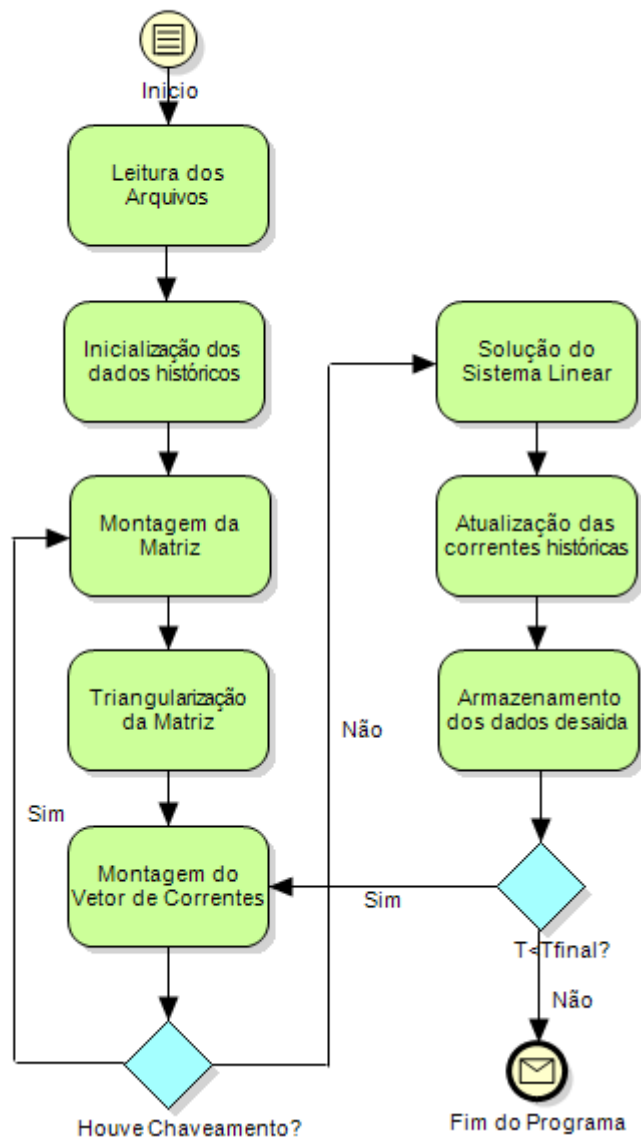 Inicio
Leitura dos
Arquivos
Inicialização dos
dados históricos
Montagem da
Matriz
Triangularização
da Matriz
Sim
Montagem do
Vetor de Correntes
Houve Chaveamento?
Não
Solução do
Sistema Linear
Atualização das
correntes históricas
Armazenamento
dos dados de saida
Sim
T<Tfinal?
Não
Fim do Programa